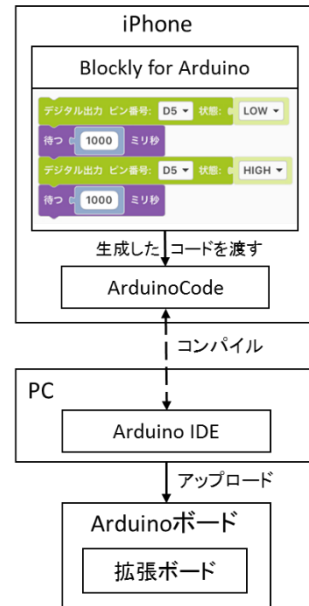 iPhone
Blockly for Arduino
デジタル出力 ピン番号: D5 状態: LOW
待つ 1000 ミリ秒
デジタル出力 ピン番号: D5 状態: HIGH
待つ 1000 ミリ秒
生成した コードを渡す
ArduinoCode
コンパイル
PC
Arduino IDE
アップロード
Arduinoボード
拡張ボード